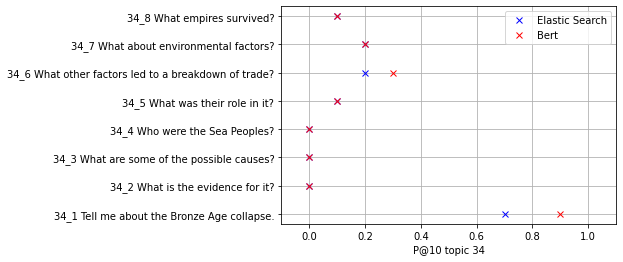 34_8 What empires survived?
34_7 What about environmental factors?
34_6 What other factors led to a breakdown of trade?
34_5 What was their role in it?
34_4 Who were the Sea Peoples?
34_3 What are some of the possible causes?
34_2 What is the evidence for it?
34_1 Tell me about the Bronze Age collapse.
Elastic Search
Bert
0.0 0.2 0.4 0.6 0.8 1.0
P@10 topic 34